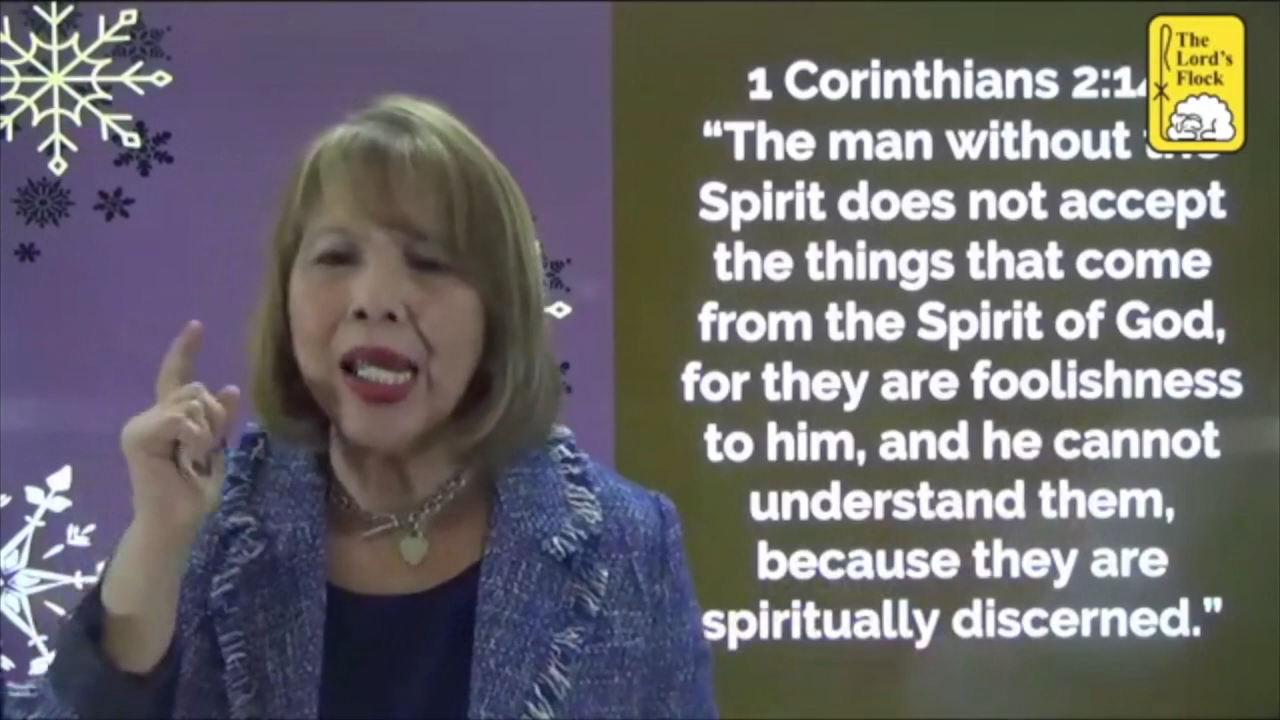 1 Corinthians 2:14
“The man without the
Spirit does not accept
the things that come
from the Spirit of God,
for they are foolishness
to him, and he cannot
understand them,
because they are
spiritually discerned.”
The
Lord's
Flock